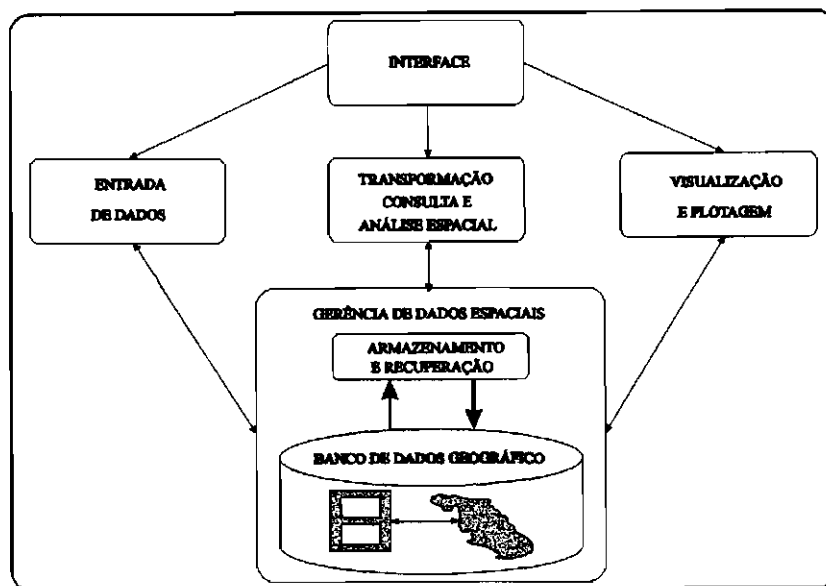 INTERFACE
ENTRADA
DE DADOS
TRANSFORMAÇÃO
CONSULTA E
ANÁLISE ESPACIAL
VISUALIZAÇÃO
E PLOTAGEM
GERÊNCIA DE DADOS ESPACIAIS
ARMAZENAMENTO
E RECUPERAÇÃO
BANCO DE DADOS GEOGRÁFICO